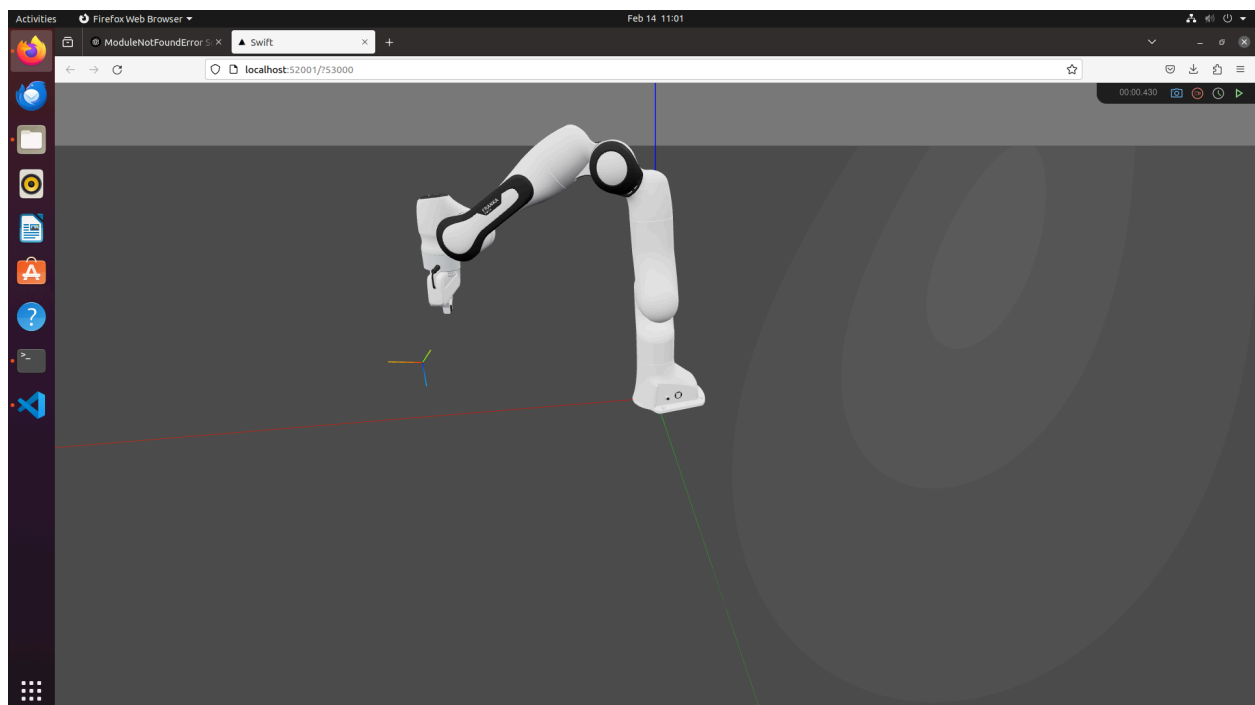 Activities Firefox Web Browser Feb 14 11:01
ModuleNotFoundError S Swift
localhost:52001/?53000
00:00.430
FRANKA